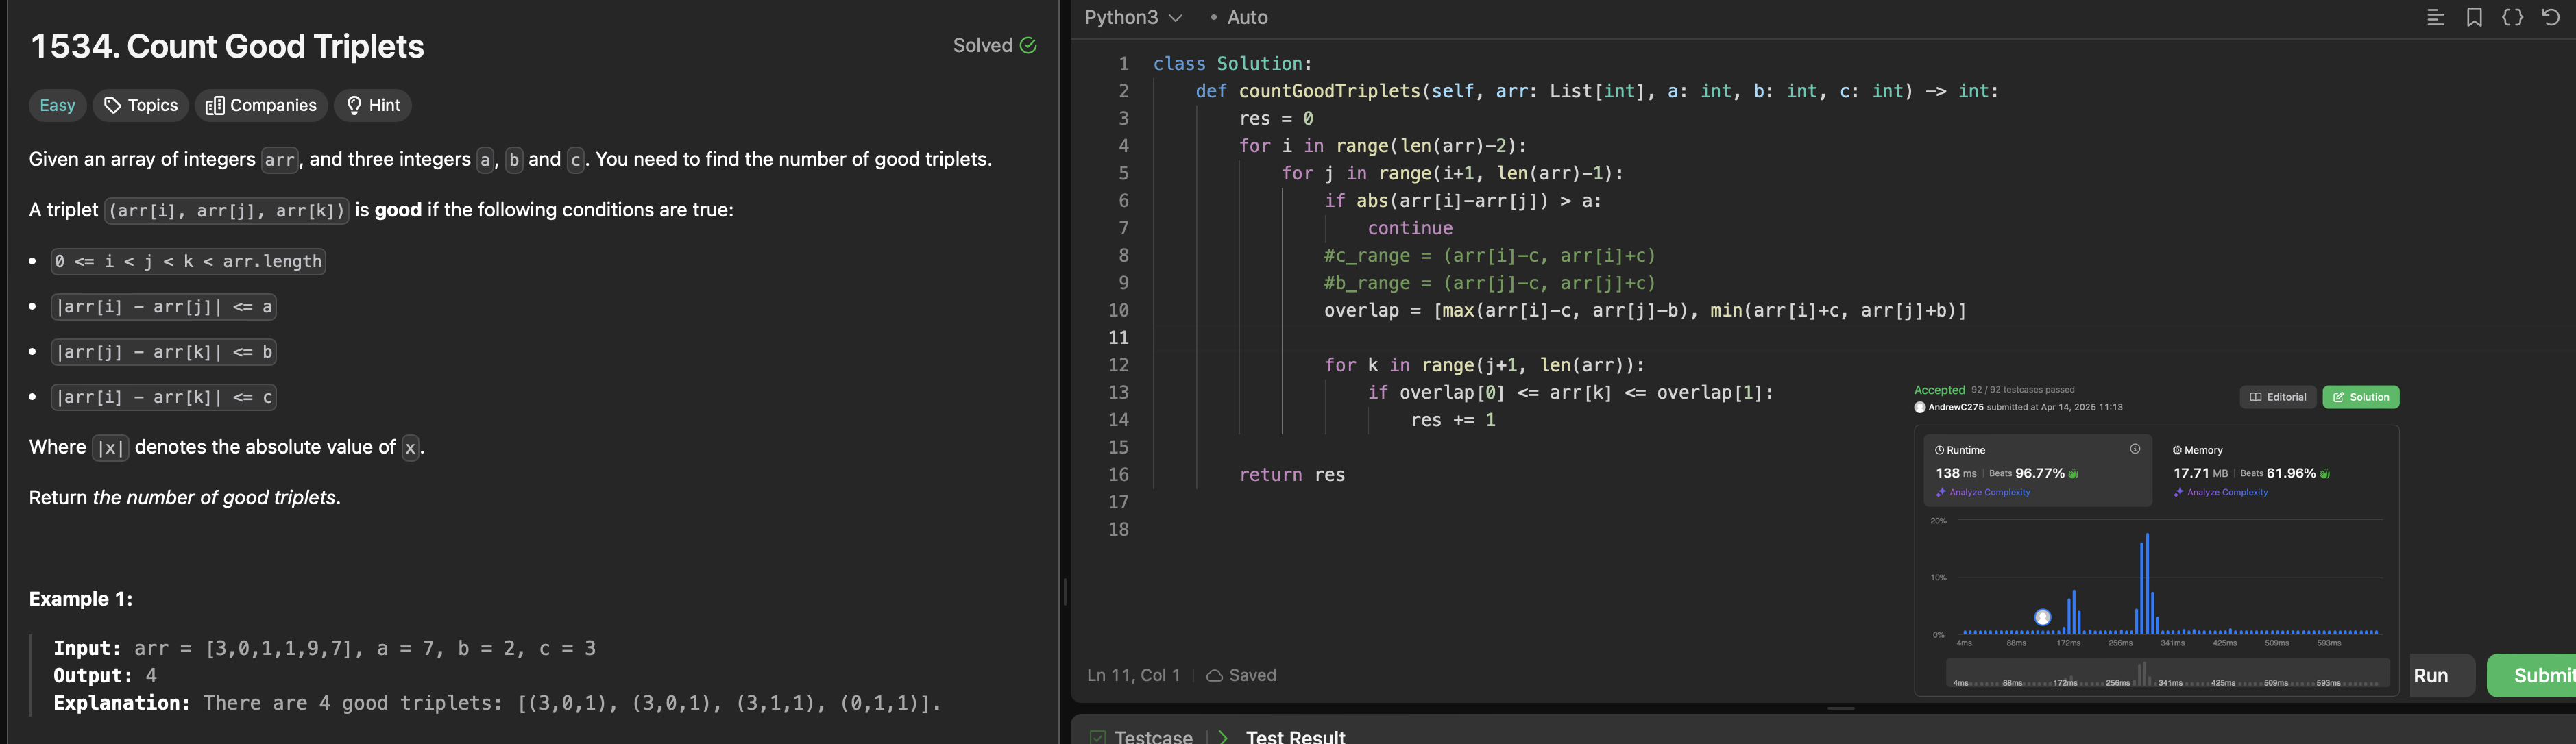 1534. Count Good Triplets
Solved
Easy
Topics
Companies
Hint
Given an array of integers arr, and three integers a, b and c. You need to find the number of good triplets.
A triplet (arr[i], arr[j], arr[k]) is good if the following conditions are true:
• 0 <= i < j < k < arr.length
• |arr[i] - arr[j]| <= a
• |arr[j] - arr[k]| <= b
• |arr[i] - arr[k]| <= c
Where |x| denotes the absolute value of x.
Return the number of good triplets.
Example 1:
Input: arr = [3,0,1,1,9,7], a = 7, b = 2, c = 3
Output: 4
Explanation: There are 4 good triplets: [(3,0,1), (3,0,1), (3,1,1), (0,1,1)].
Python3 • Auto
1 class Solution:
2     def countGoodTriplets(self, arr: List[int], a: int, b: int, c: int) -> int:
3         res = 0
4         for i in range(len(arr)-2):
5             for j in range(i+1, len(arr)-1):
6                 if abs(arr[i]-arr[j]) > a:
7                     continue
8                 #c_range = (arr[i]-c, arr[i]+c)
9                 #b_range = (arr[j]-c, arr[j]+c)
10                 overlap = [max(arr[i]-c, arr[j]-b), min(arr[i]+c, arr[j]+b)]
11
12                 for k in range(j+1, len(arr)):
13                     if overlap[0] <= arr[k] <= overlap[1]:
14                         res += 1
15
16         return res
17
18
Accepted 92 / 92 testcases passed
AndrewC275 submitted at Apr 14, 2025 11:13
Editorial
Solution
Runtime
138 ms | Beats 96.77%
Analyze Complexity
Memory
17.71 MB | Beats 61.96%
Analyze Complexity
20%
10%
0%
4ms 88ms 172ms 256ms 341ms 425ms 509ms 593ms
4ms 88ms 172ms 256ms 341ms 425ms 509ms 593ms
Ln 11, Col 1 | Saved
Run
Submit
Testcase | Test Result